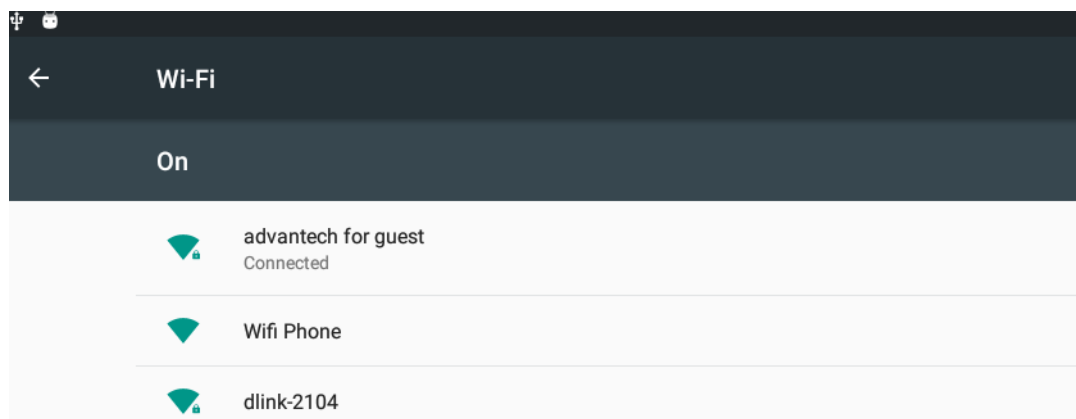 Wi-Fi
On
advantech for guest
Connected
Wifi Phone
dlink-2104